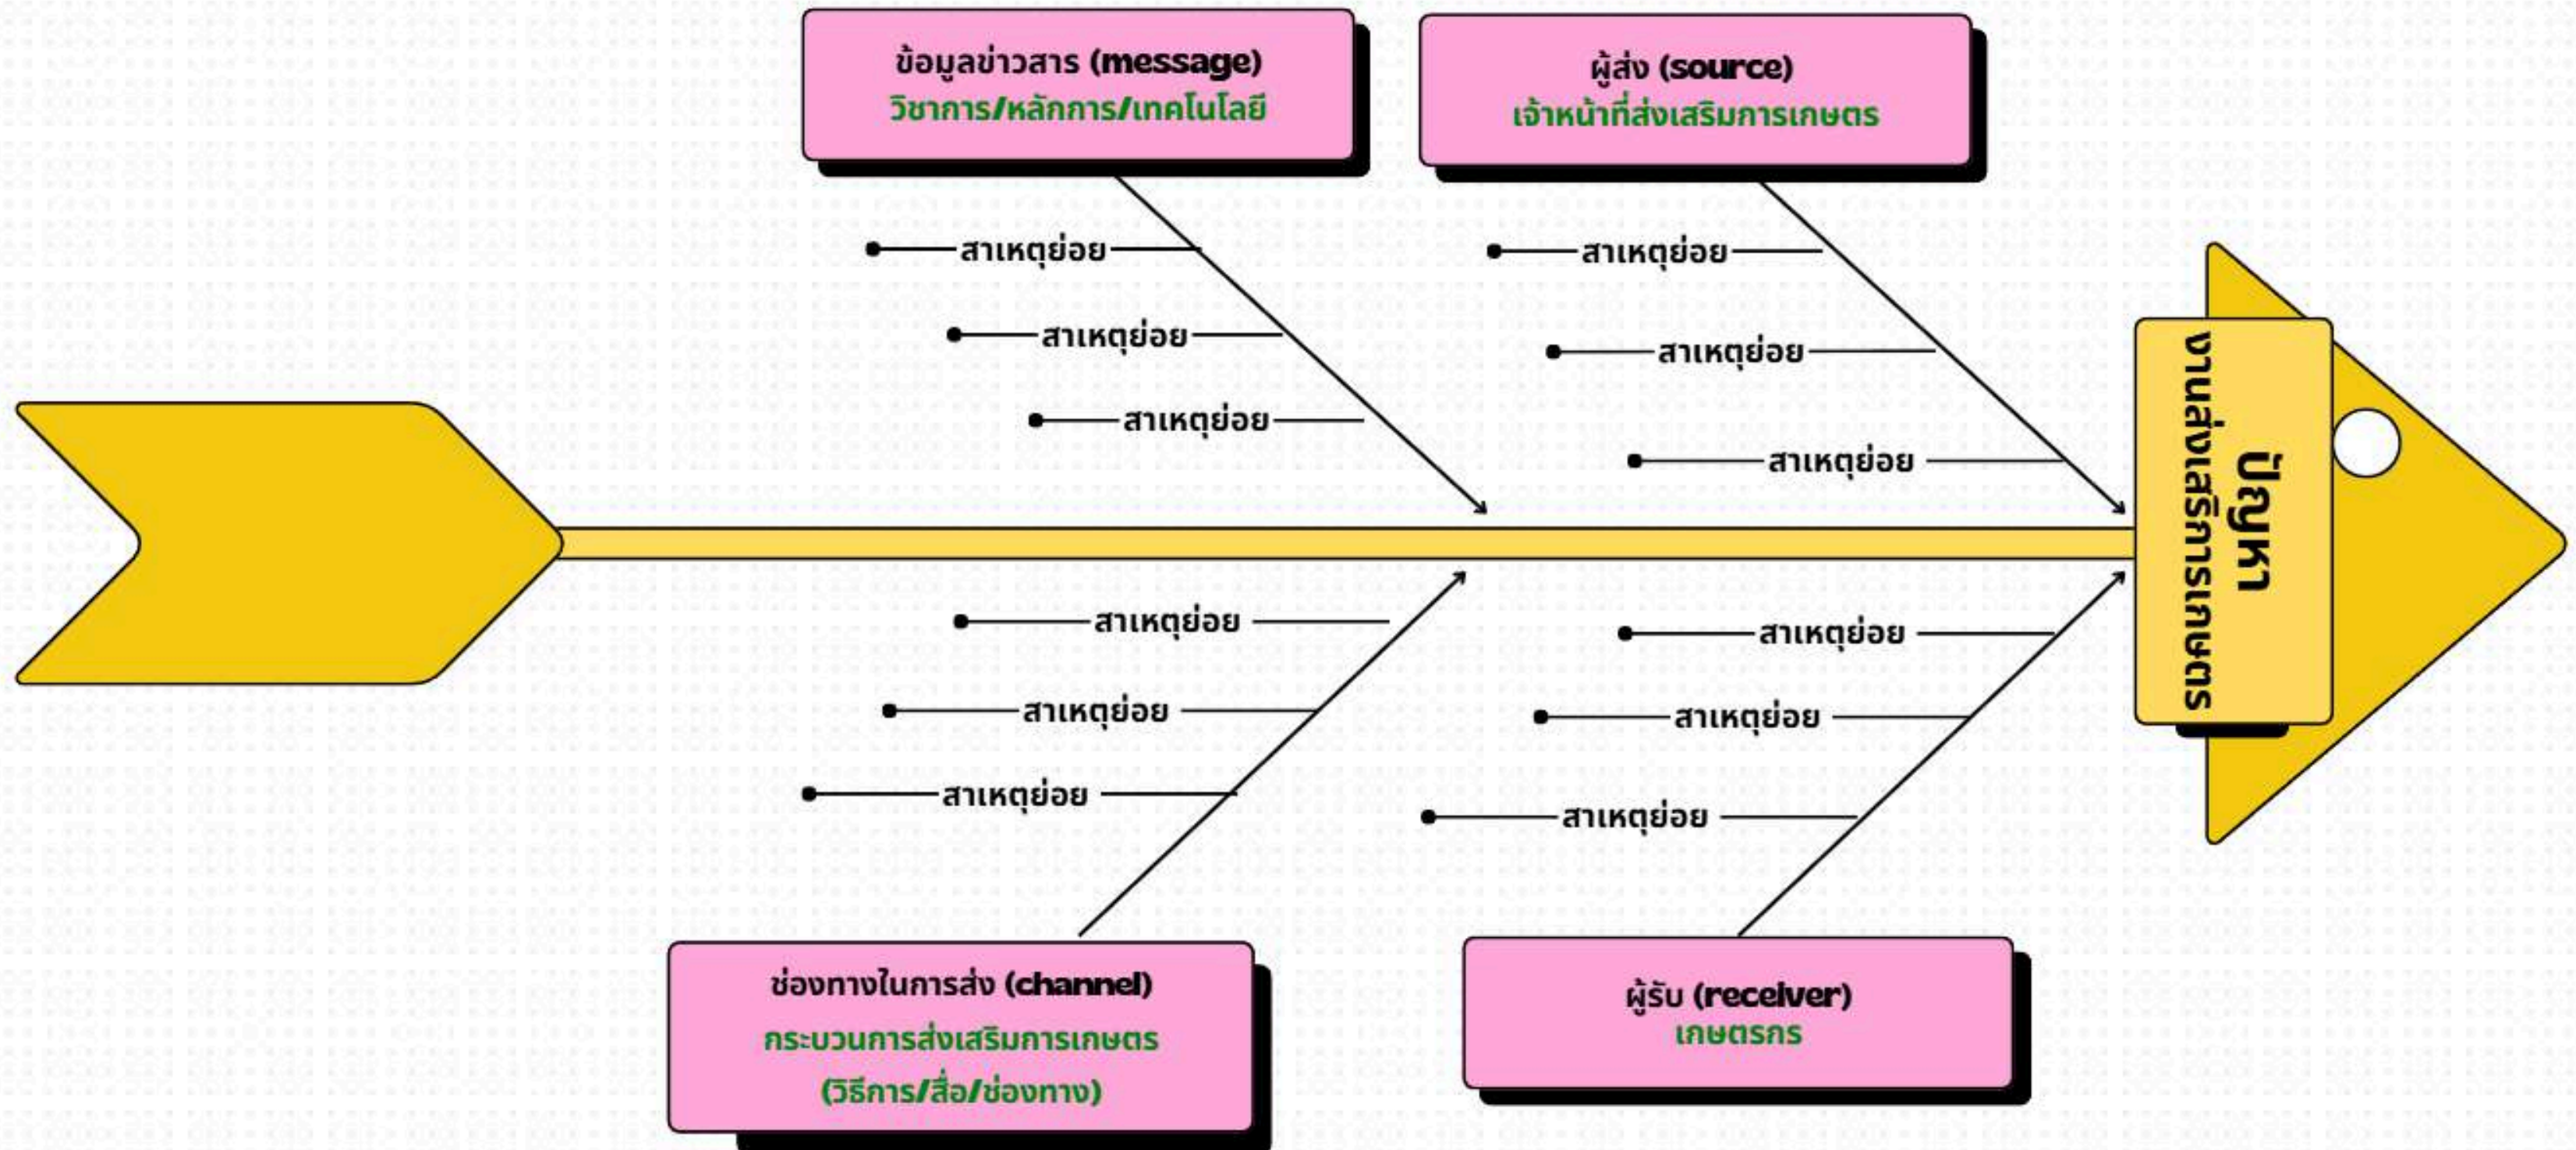 ข้อมูลข่าวสาร (message)
วิชาการ/หลักการ/เทคโนโลยี
ผู้ส่ง (source)
เจ้าหน้าที่ส่งเสริมการเกษตร
สาเหตุย่อย
สาเหตุย่อย
สาเหตุย่อย
สาเหตุย่อย
สาเหตุย่อย
สาเหตุย่อย
ปัญหา
งานส่งเสริการเกษตร
สาเหตุย่อย
สาเหตุย่อย
สาเหตุย่อย
สาเหตุย่อย
สาเหตุย่อย
สาเหตุย่อย
ช่องทางในการส่ง (channel)
กระบวนการส่งเสริมการเกษตร
(วิธีการ/สื่อ/ช่องทาง)
ผู้รับ (receiver)
เกษตรกร